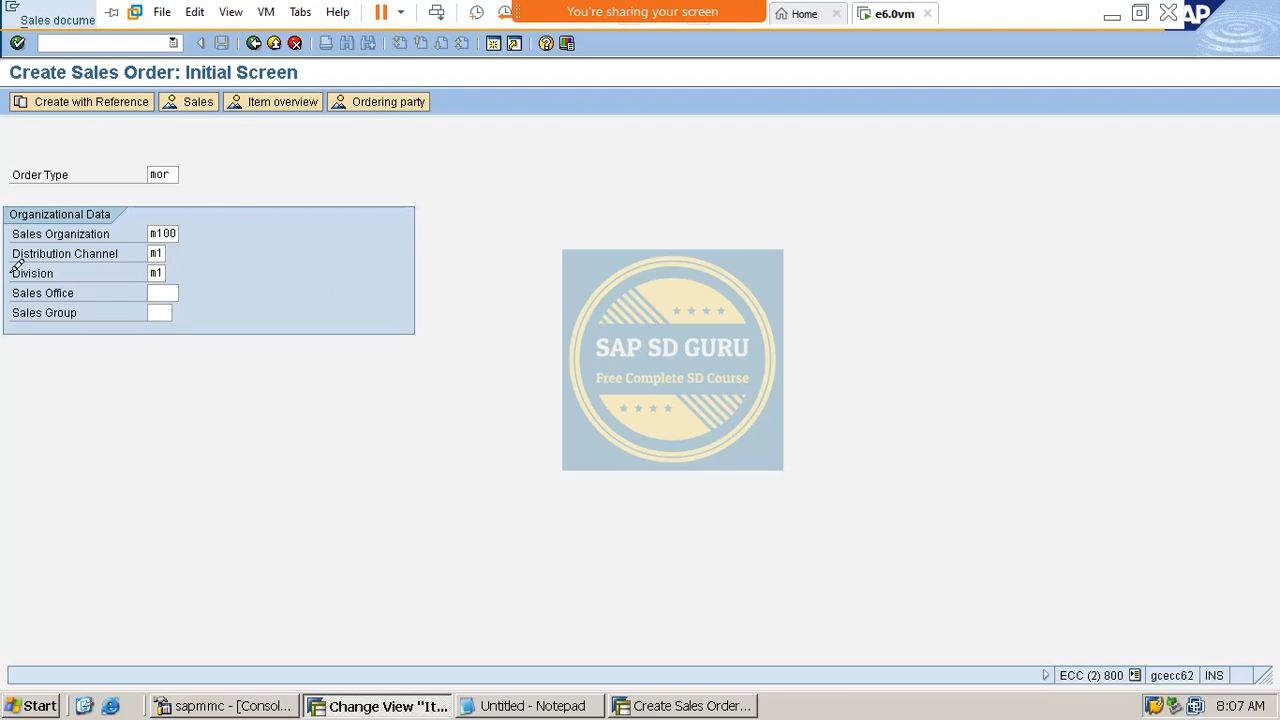 Sales docume
File Edit View VM Tabs Help
You're sharing your screen
Home
e6.0vm
Create Sales Order: Initial Screen
Create with Reference
Sales
Item overview
Ordering party
Order Type mor
Organizational Data
Sales Organization m100
Distribution Channel m1
Division m1
Sales Office
Sales Group
SAP SD GURU
Free Complete SD Course
ECC (2) 800
gcecc62
INS
Start
sapmmc - [Consol...
Change View "It...
Untitled - Notepad
Create Sales Order...
8:07 AM